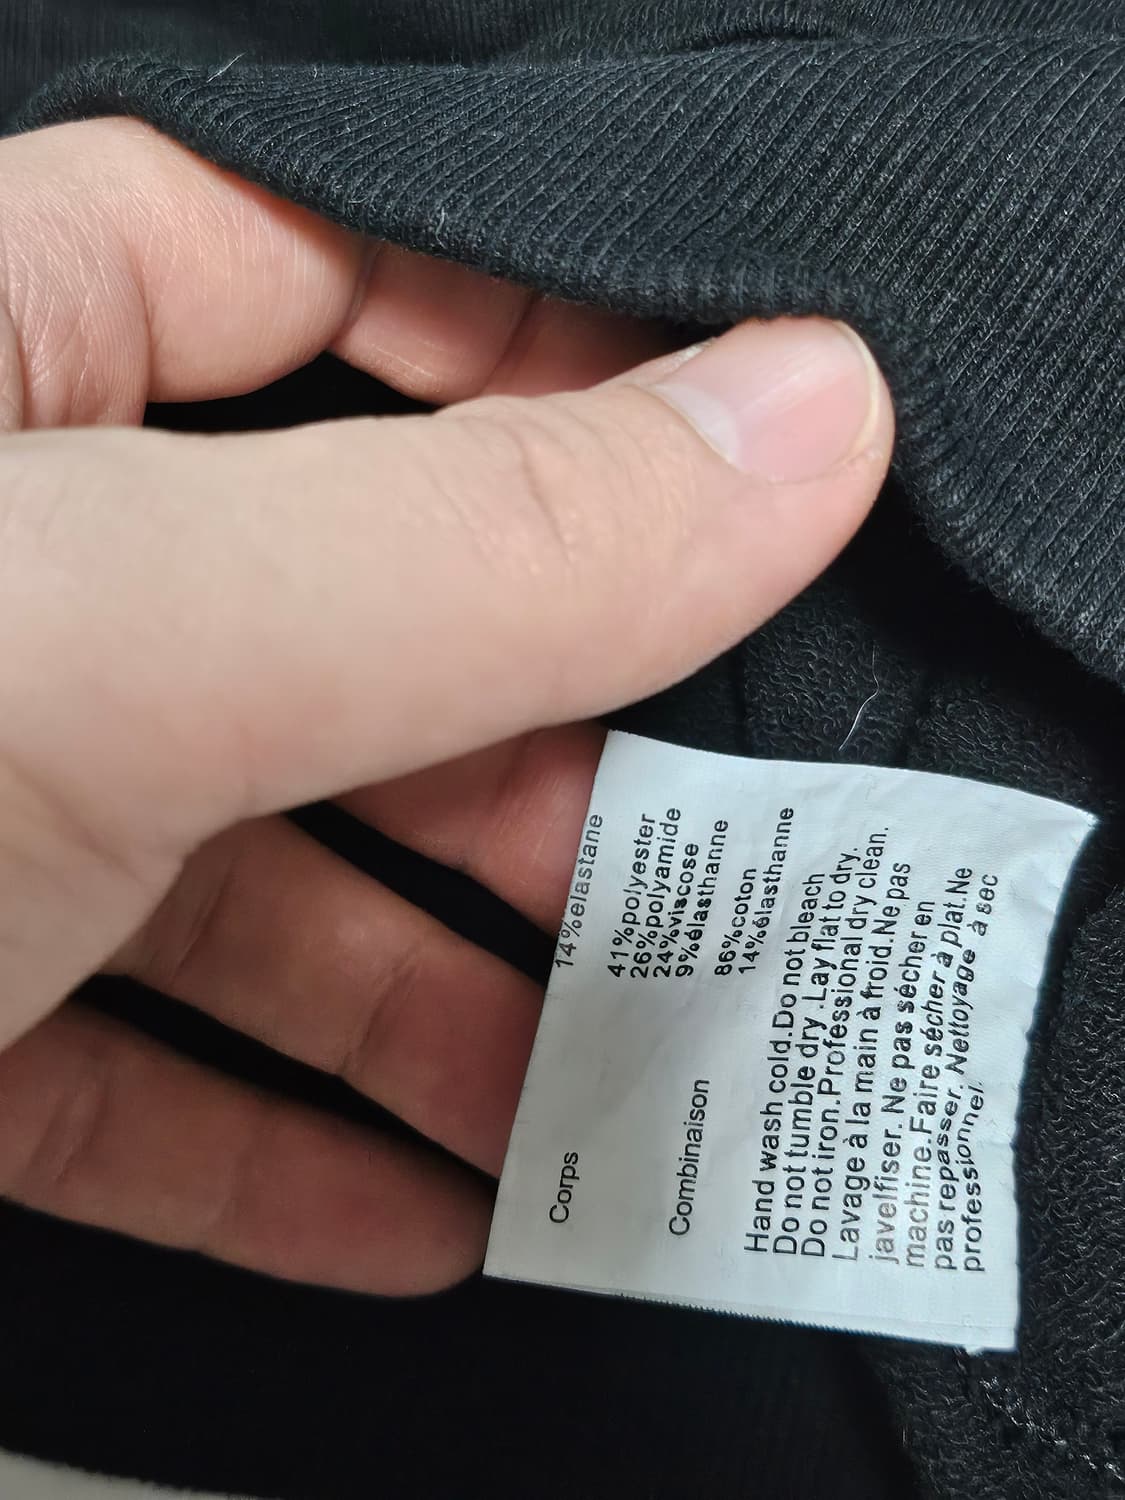 14%elastane
Corps 41%polyester
26%polyamide
24%viscose
9%élasthanne
Combinaison 86%coton
14%élasthanne
Hand wash cold.Do not bleach
Do not tumble dry .Lay flat to dry.
Do not iron.Professional dry clean.
Lavage à la main à froid.Ne pas
javelfiser. Ne pas sécher en
machine.Faire sécher à plat.Ne
pas repasser. Nettoyage à sec
professionnel.